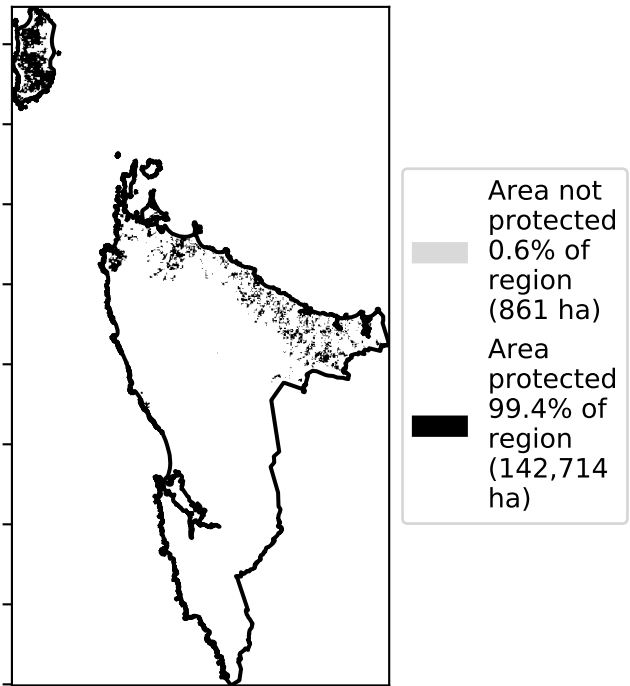 Area not
protected
0.6% of
region
(861 ha)
Area
protected
99.4% of
region
(142,714
ha)